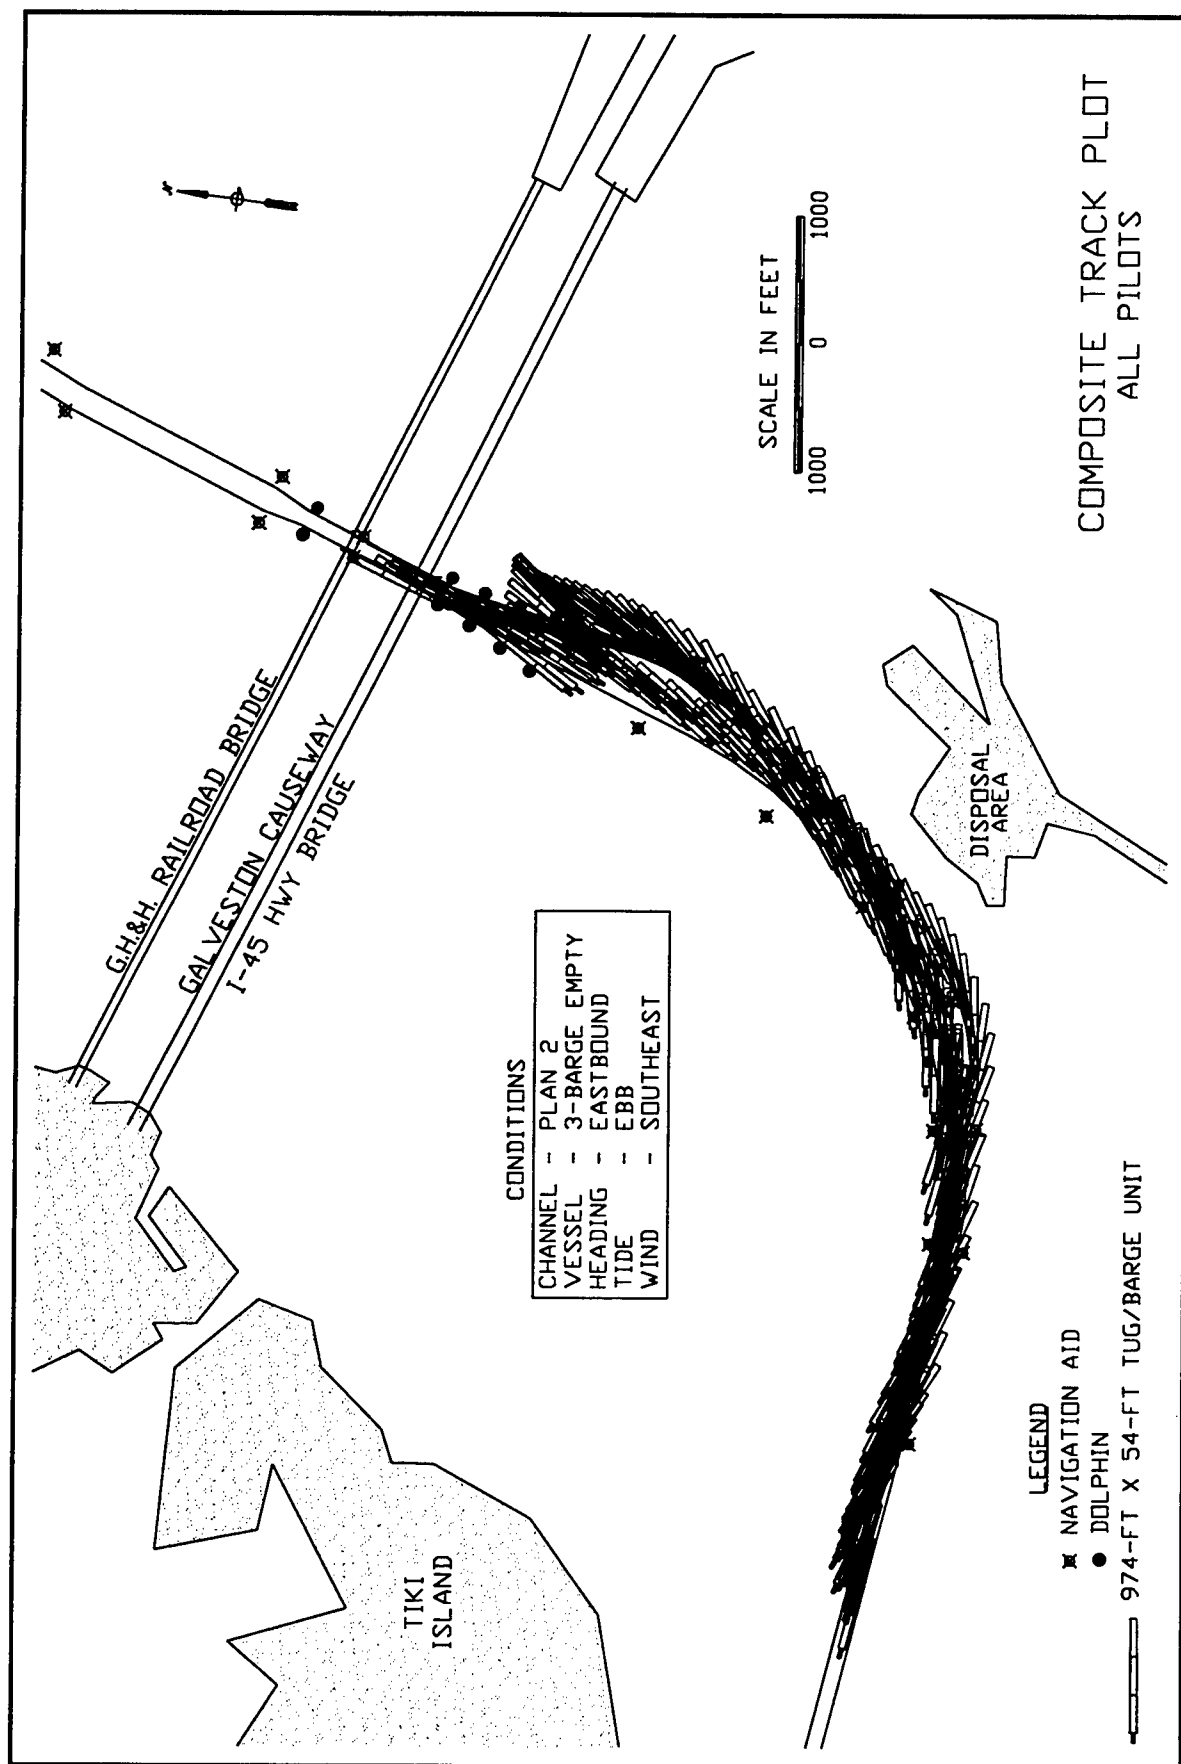 N
G.H.&H. RAILROAD BRIDGE
GALVESTON CAUSEWAY
I-45 HWY BRIDGE
TIKI
ISLAND
CONDITIONS
CHANNEL -- PLAN 2
VESSEL - 3-BARGE EMPTY
HEADING - EASTBOUND
TIDE -- EBB
WIND - SOUTHEAST
SCALE IN FEET
1000 0 1000
DISPOSAL
AREA
LEGEND
NAVIGATION AID
DOLPHIN
974-FT X 54-FT TUG/BARGE UNIT
COMPOSITE TRACK PLOT
ALL PILOTS